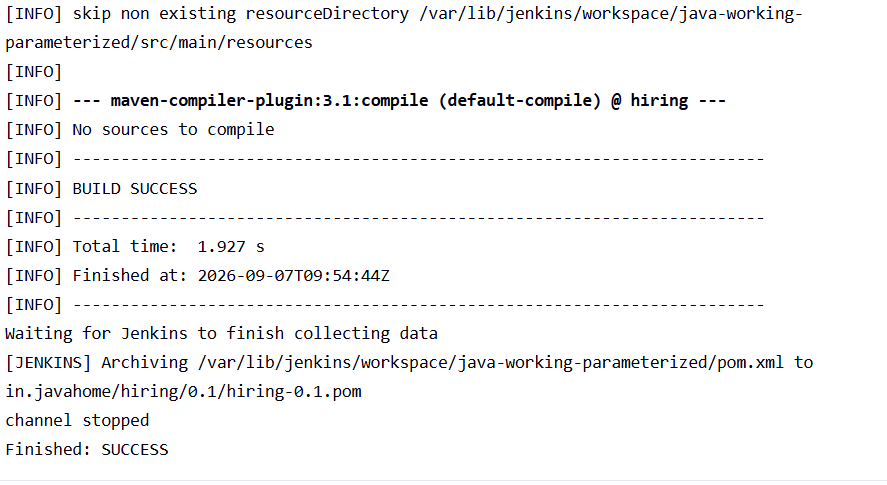 [INFO] skip non existing resourceDirectory /var/lib/jenkins/workspace/java-working-
parameterized/src/main/resources
[INFO]
[INFO] --- maven-compiler-plugin:3.1:compile (default-compile) @ hiring ---
[INFO] No sources to compile
[INFO] ------------------------------------------------------------------------
[INFO] BUILD SUCCESS
[INFO] ------------------------------------------------------------------------
[INFO] Total time:  1.927 s
[INFO] Finished at: 2026-09-07T09:54:44Z
[INFO] ------------------------------------------------------------------------
Waiting for Jenkins to finish collecting data
[JENKINS] Archiving /var/lib/jenkins/workspace/java-working-parameterized/pom.xml to
in.javahome/hiring/0.1/hiring-0.1.pom
channel stopped
Finished: SUCCESS